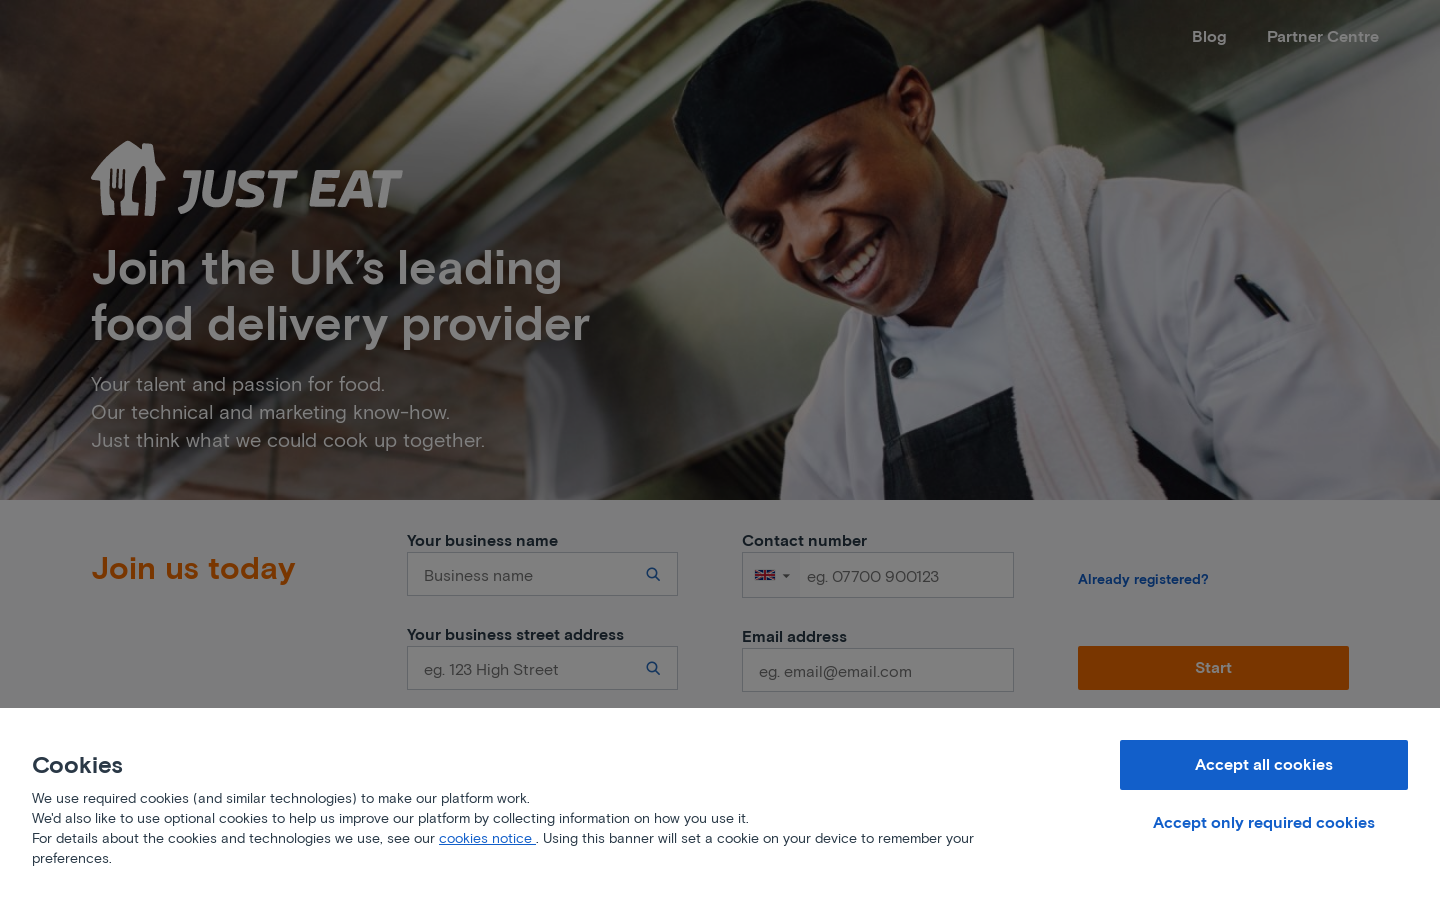 Blog
Partner Centre
JUST EAT
Join the UK’s leading
food delivery provider
Your talent and passion for food.
Our technical and marketing know-how.
Just think what we could cook up together.
Join us today
Your business name
Business name
Your business street address
eg. 123 High Street
Contact number
eg. 07700 900123
Email address
eg. email@email.com
Already registered?
Start
Cookies
We use required cookies (and similar technologies) to make our platform work.
We'd also like to use optional cookies to help us improve our platform by collecting information on how you use it.
For details about the cookies and technologies we use, see our cookies notice . Using this banner will set a cookie on your device to remember your
preferences.
Accept all cookies
Accept only required cookies